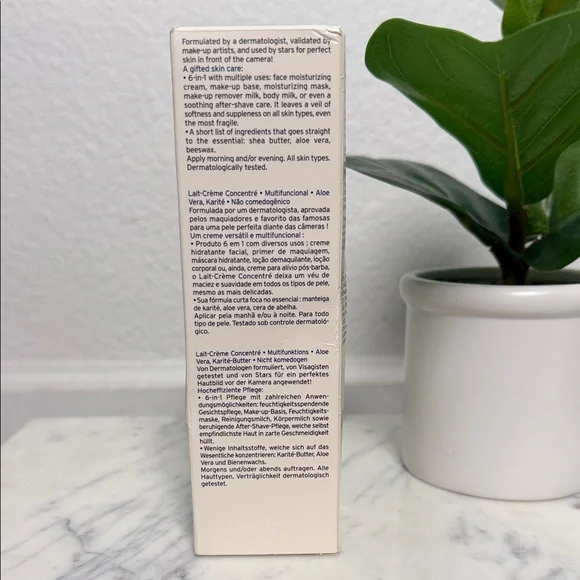 Formulated by a dermatologist, validated by
make-up artists, and used by stars for perfect
skin in front of the camera!
A gifted skin care:
• 6-in-1 with multiple uses: face moisturizing
cream, make-up base, moisturizing mask,
make-up remover milk, body milk, or even a
soothing after-shave care. It leaves a veil of
softness and suppleness on all skin types, even
the most fragile.
• A short list of ingredients that goes straight
to the essential: shea butter, aloe vera,
beeswax.
Apply morning and/or evening. All skin types.
Dermatologically tested.
Lait-Crème Concentré • Multifuncional • Aloe
Vera, Karité • Não comedogênico
Formulada por um dermatologista, aprovada
pelos maquiadores e favorito das famosas
para uma pele perfeita diante das câmeras !
Um creme versátil e multifuncional :
• Produto 6 em 1 com diversos usos : creme
hidratante facial, primer de maquiagem,
máscara hidratante, loção demaquilante, loção
corporal ou, ainda, creme para alívio pós-barba,
o Lait-Crème Concentré deixa um véu de
maciez e suavidade em todos os tipos de pele,
mesmo as mais delicadas.
• Sua fórmula curta foca no essencial : manteiga
de karité, aloe vera, cera de abelha.
Aplicar pela manhã e/ou à noite. Para todo
tipo de pele. Testado sob controle dermatoló-
gico.
Lait-Crème Concentré • Multifunktions • Aloe
Vera, Karité-Butter • Nicht komedogen
Von Dermatologen formuliert, von Visagisten
getestet und von Stars für ein perfektes
Hautbild vor der Kamera angewendet!
Hocheffiziente Pflege:
• 6-in-1 Pflege mit zahlreichen Anwen-
dungsmöglichkeiten: feuchtigkeitsspendende
Gesichtspflege, Make-up-Basis, Feuchtigkeits-
maske, Reinigungsmilch, Körpermilch sowie
beruhigende After-Shave-Pflege, welche selbst
empfindlichste Haut in zarte Geschmeidigkeit
hüllt.
• Wenige Inhaltsstoffe, welche sich auf das
Wesentliche konzentrieren: Karité-Butter, Aloe
Vera und Bienenwachs.
Morgens und/oder abends auftragen. Alle
Hauttypen. Verträglichkeit dermatologisch
getestet.